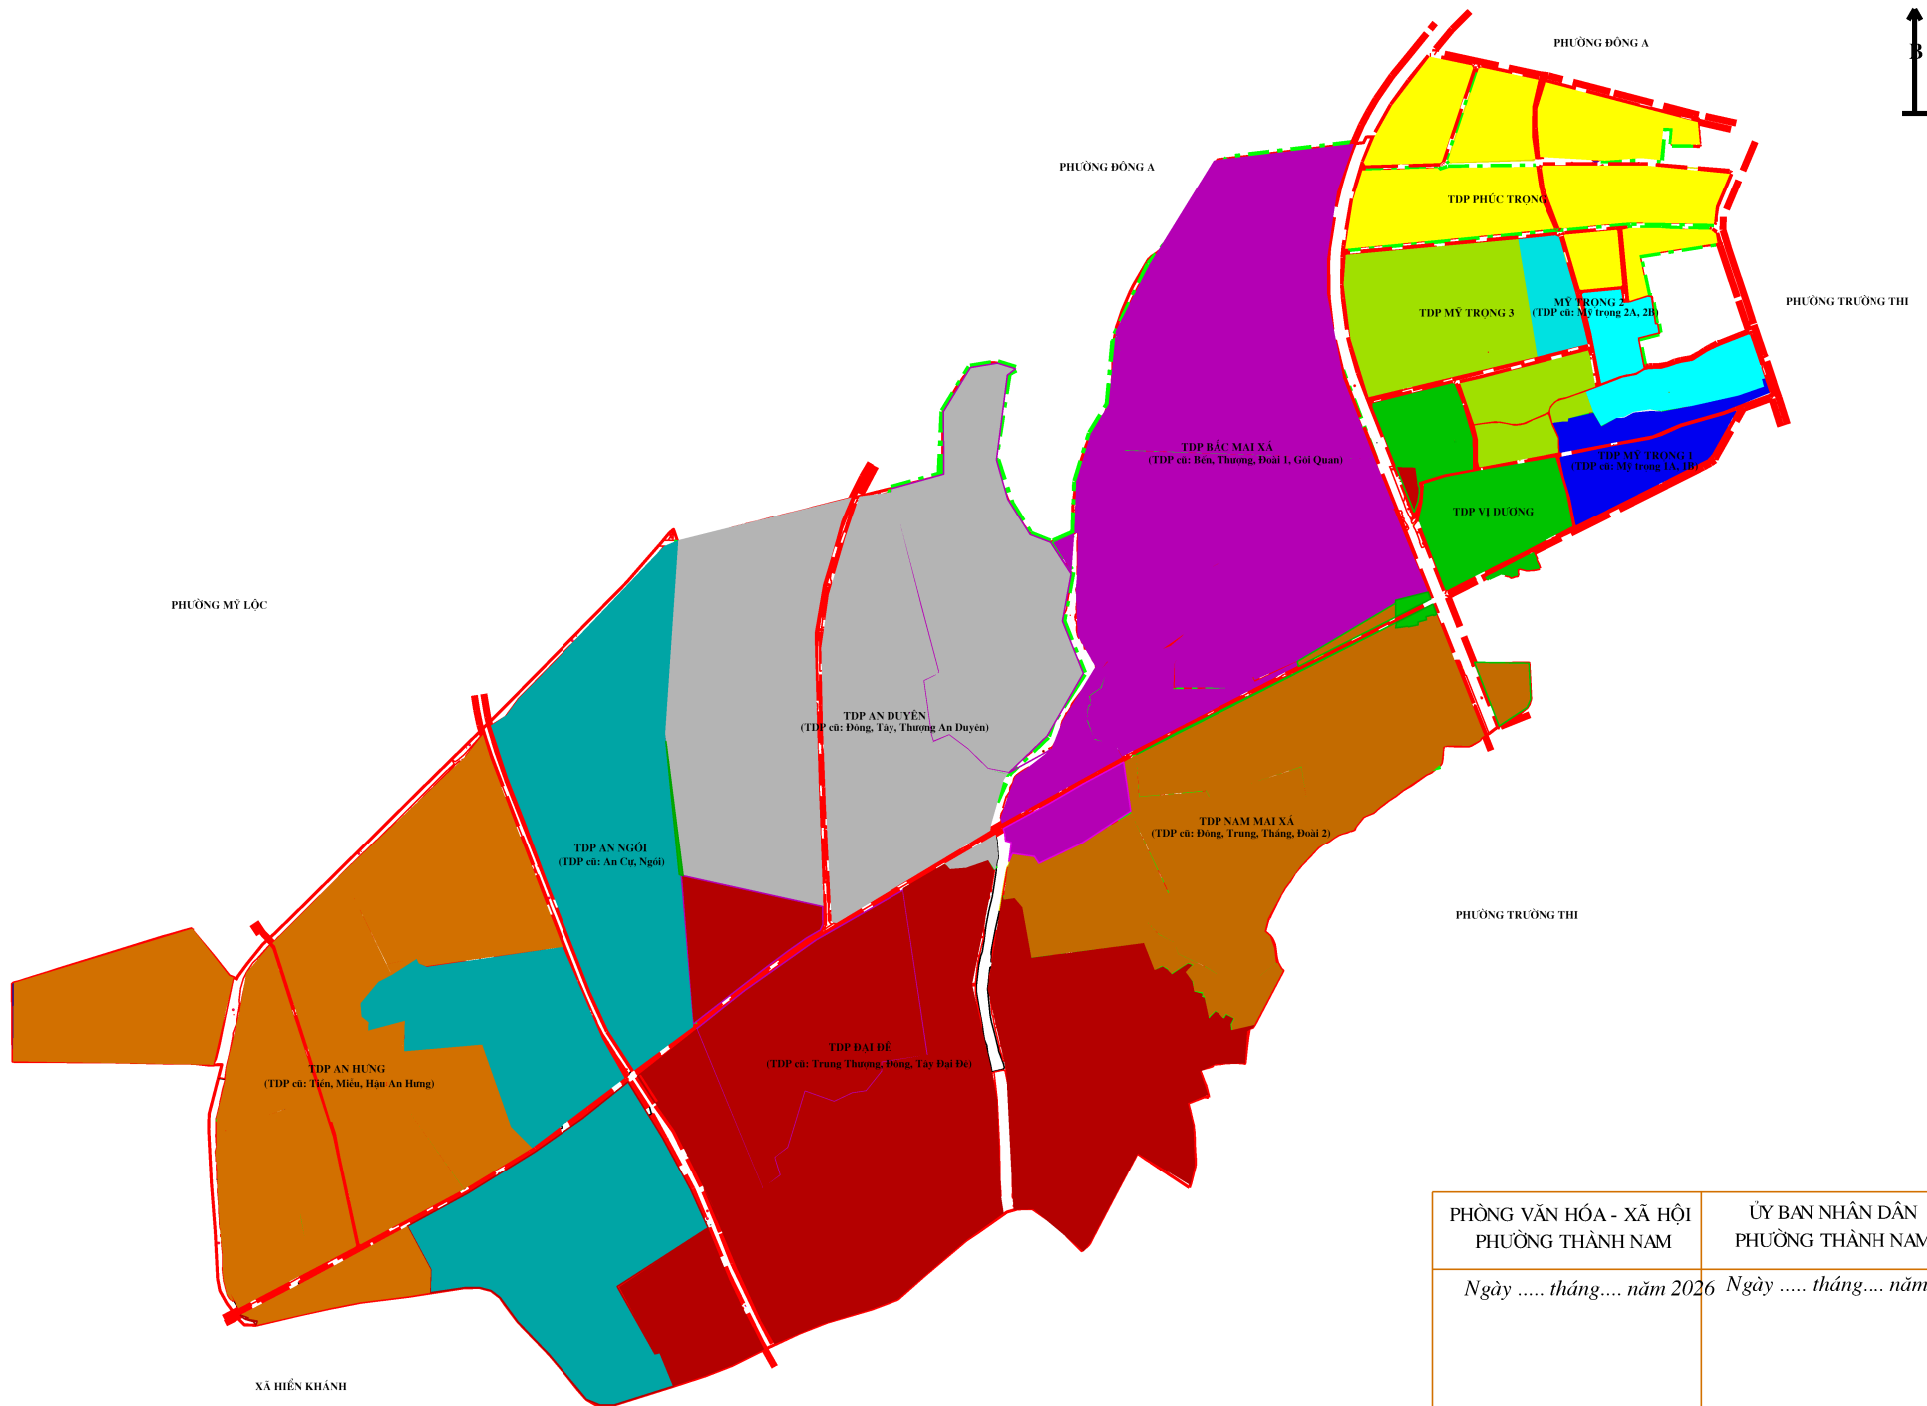 PHƯỜNG ĐÔNG A
B
PHƯỜNG ĐÔNG A
TDP PHÚC TRỌNG
PHƯỜNG TRƯỜNG THI
MỸ TRỌNG 2
(TDP cũ: Mỹ trọng 2A, 2B)
TDP MỸ TRỌNG 3
TDP BẮC MAI XÁ
(TDP cũ: Bến, Thượng, Đoài 1, Gôi Quan)
TDP MỸ TRỌNG 1
(TDP cũ: Mỹ trọng 1A, 1B)
TDP VỊ DƯƠNG
PHƯỜNG MỸ LỘC
TDP AN DUYÊN
(TDP cũ: Đông, Tây, Thượng An Duyên)
TDP NAM MAI XÁ
(TDP cũ: Đông, Trung, Tháng, Đoài 2)
TDP AN NGÓI
(TDP cũ: An Cự, Ngói)
PHƯỜNG TRƯỜNG THI
TDP ĐẠI ĐÊ
(TDP cũ: Trung Thượng, Đông, Tây Đại Đê)
TDP AN HƯNG
(TDP cũ: Tiền, Miễu, Hậu An Hưng)
PHÒNG VĂN HÓA - XÃ HỘI
PHƯỜNG THÀNH NAM
ỦY BAN NHÂN DÂN
PHƯỜNG THÀNH NAM
Ngày ..... tháng.... năm 2026
Ngày ..... tháng.... năm
XÃ HIỂN KHÁNH